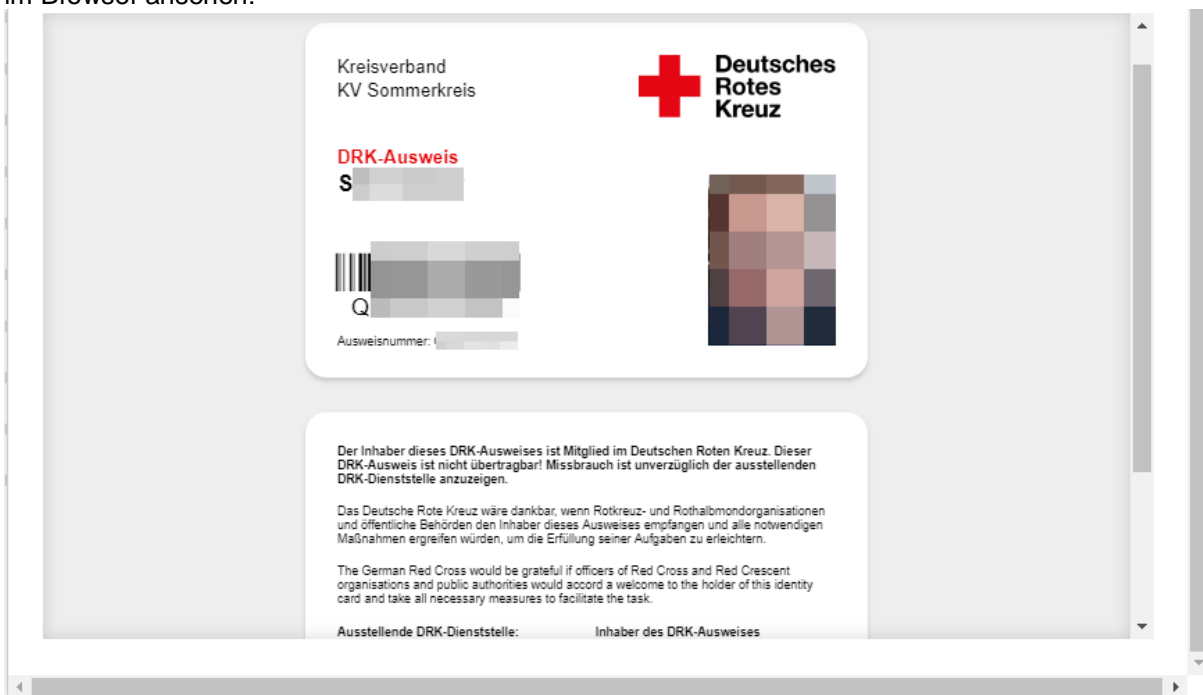 im Browser ansehen.
Kreisverband
KV Sommerkreis
Deutsches
Rotes
Kreuz
DRK-Ausweis
S
Q
Ausweisnummer:
Der Inhaber dieses DRK-Ausweises ist Mitglied im Deutschen Roten Kreuz. Dieser
DRK-Ausweis ist nicht übertragbar! Missbrauch ist unverzüglich der ausstellenden
DRK-Dienststelle anzuzeigen.
Das Deutsche Rote Kreuz wäre dankbar, wenn Rotkreuz- und Rothalbmondorganisationen
und öffentliche Behörden den Inhaber dieses Ausweises empfangen und alle notwendigen
Maßnahmen ergreifen würden, um die Erfüllung seiner Aufgaben zu erleichtern.
The German Red Cross would be grateful if officers of Red Cross and Red Crescent
organisations and public authorities would accord a welcome to the holder of this identity
card and take all necessary measures to facilitate the task.
Ausstellende DRK-Dienststelle:
Inhaber des DRK-Ausweises